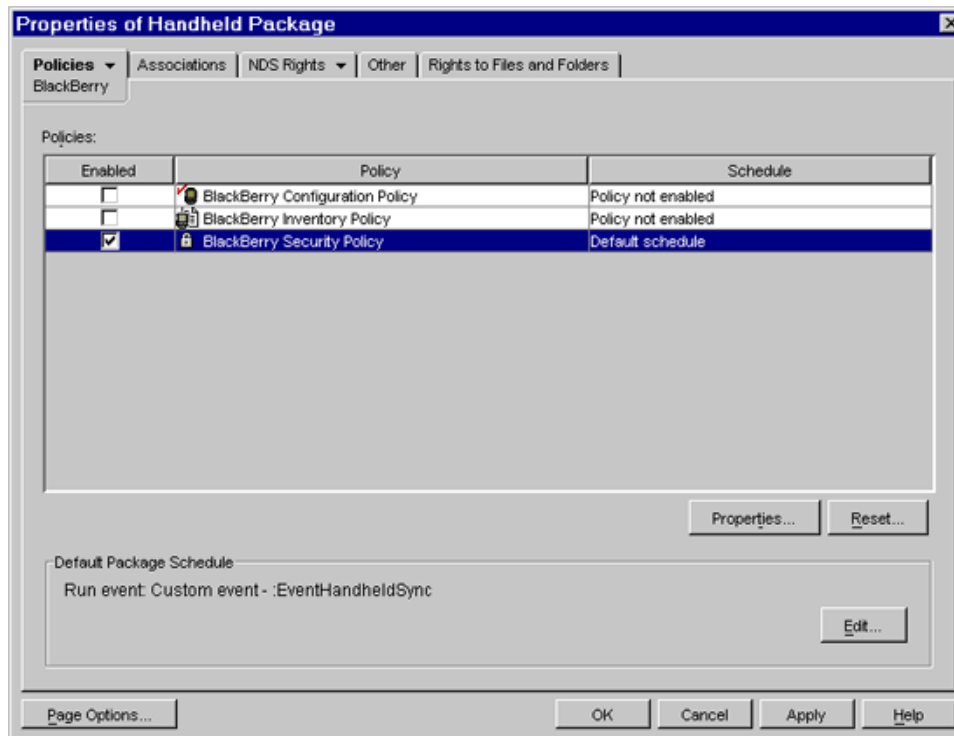 Properties of Handheld Package
Policies Associations NDS Rights Other Rights to Files and Folders
BlackBerry
Policies:
Enabled Policy Schedule
BlackBerry Configuration Policy Policy not enabled
BlackBerry Inventory Policy Policy not enabled
BlackBerry Security Policy Default schedule
Properties... Reset...
Default Package Schedule
Run event: Custom event - :EventHandheldSync
Edit...
Page Options... OK Cancel Apply Help